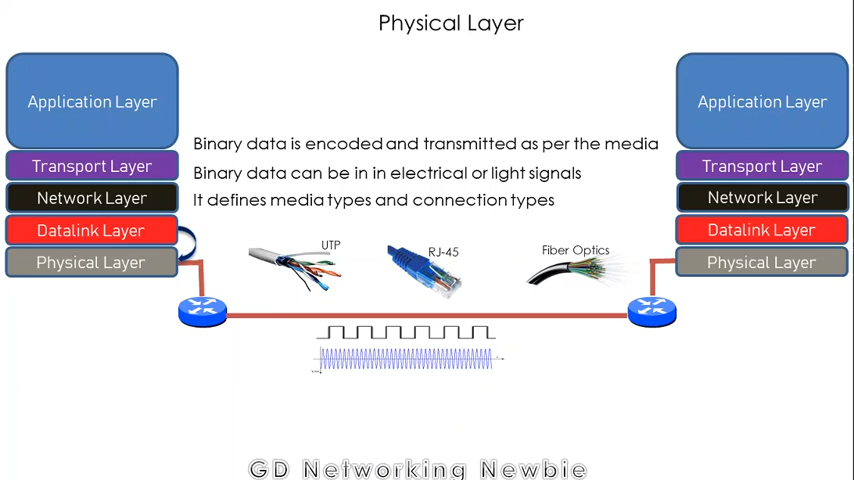 Physical Layer
Application Layer
Transport Layer
Network Layer
Datalink Layer
Physical Layer
Binary data is encoded and transmitted as per the media
Binary data can be in in electrical or light signals
It defines media types and connection types
UTP
RJ-45
Fiber Optics
Application Layer
Transport Layer
Network Layer
Datalink Layer
Physical Layer
GD Networking Newbie